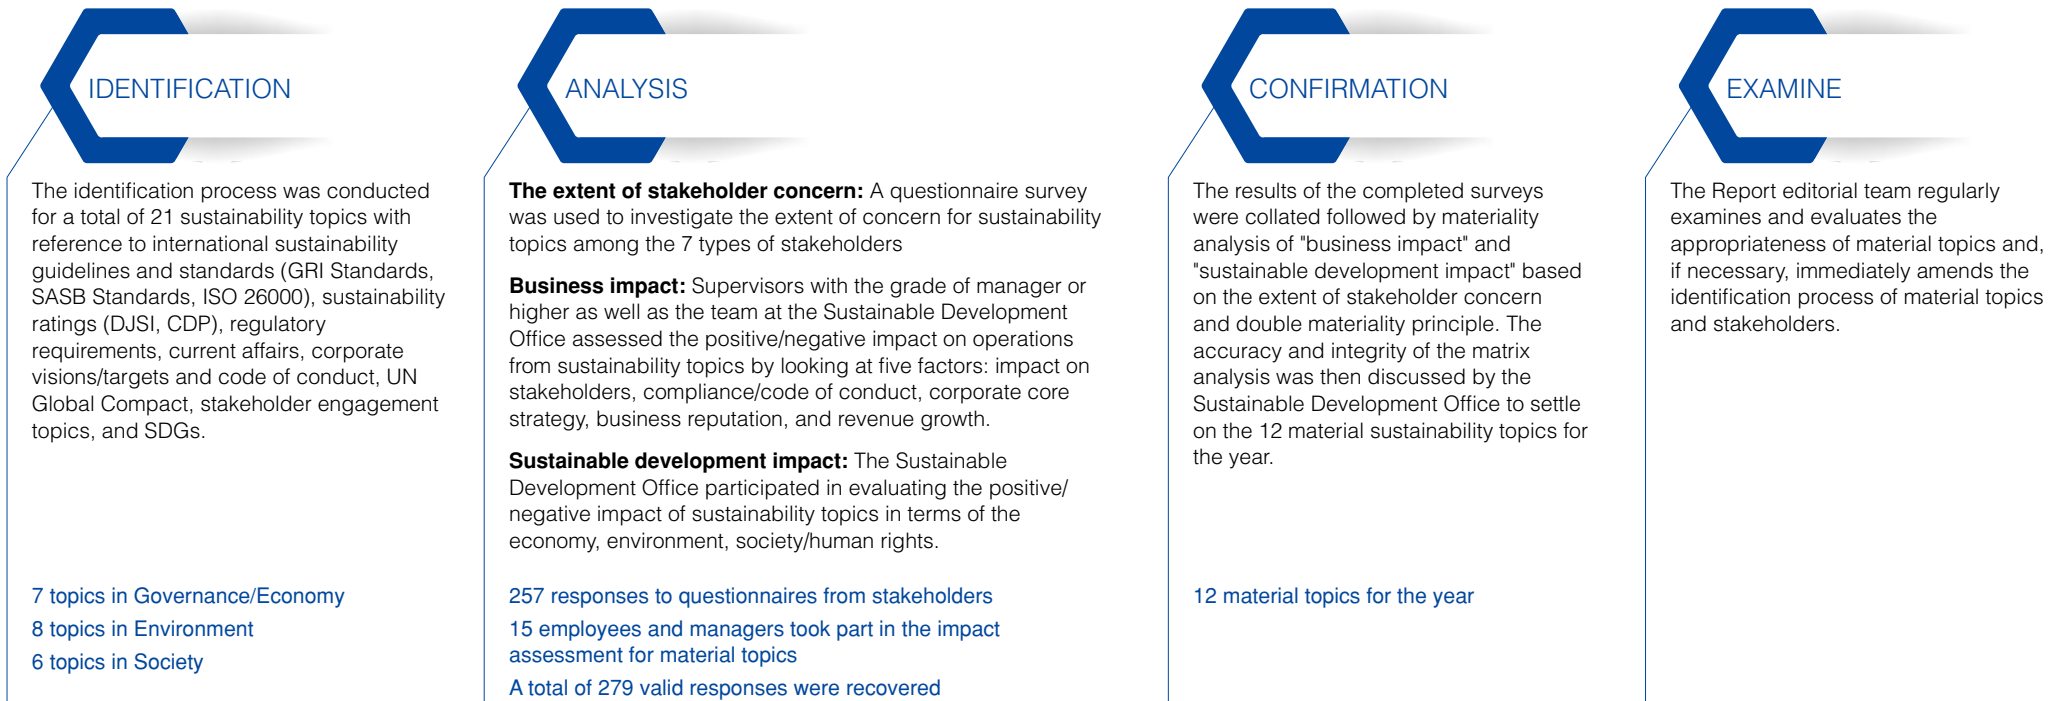 IDENTIFICATION
The identification process was conducted
for a total of 21 sustainability topics with
reference to international sustainability
guidelines and standards (GRI Standards,
SASB Standards, ISO 26000), sustainability
ratings (DJSI, CDP), regulatory
requirements, current affairs, corporate
visions/targets and code of conduct, UN
Global Compact, stakeholder engagement
topics, and SDGs.
7 topics in Governance/Economy
8 topics in Environment
6 topics in Society
ANALYSIS
The extent of stakeholder concern: A questionnaire survey
was used to investigate the extent of concern for sustainability
topics among the 7 types of stakeholders
Business impact: Supervisors with the grade of manager or
higher as well as the team at the Sustainable Development
Office assessed the positive/negative impact on operations
from sustainability topics by looking at five factors: impact on
stakeholders, compliance/code of conduct, corporate core
strategy, business reputation, and revenue growth.
Sustainable development impact: The Sustainable
Development Office participated in evaluating the positive/
negative impact of sustainability topics in terms of the
economy, environment, society/human rights.
257 responses to questionnaires from stakeholders
15 employees and managers took part in the impact
assessment for material topics
A total of 279 valid responses were recovered
CONFIRMATION
The results of the completed surveys
were collated followed by materiality
analysis of "business impact" and
"sustainable development impact" based
on the extent of stakeholder concern
and double materiality principle. The
accuracy and integrity of the matrix
analysis was then discussed by the
Sustainable Development Office to settle
on the 12 material sustainability topics for
the year.
12 material topics for the year
EXAMINE
The Report editorial team regularly
examines and evaluates the
appropriateness of material topics and,
if necessary, immediately amends the
identification process of material topics
and stakeholders.